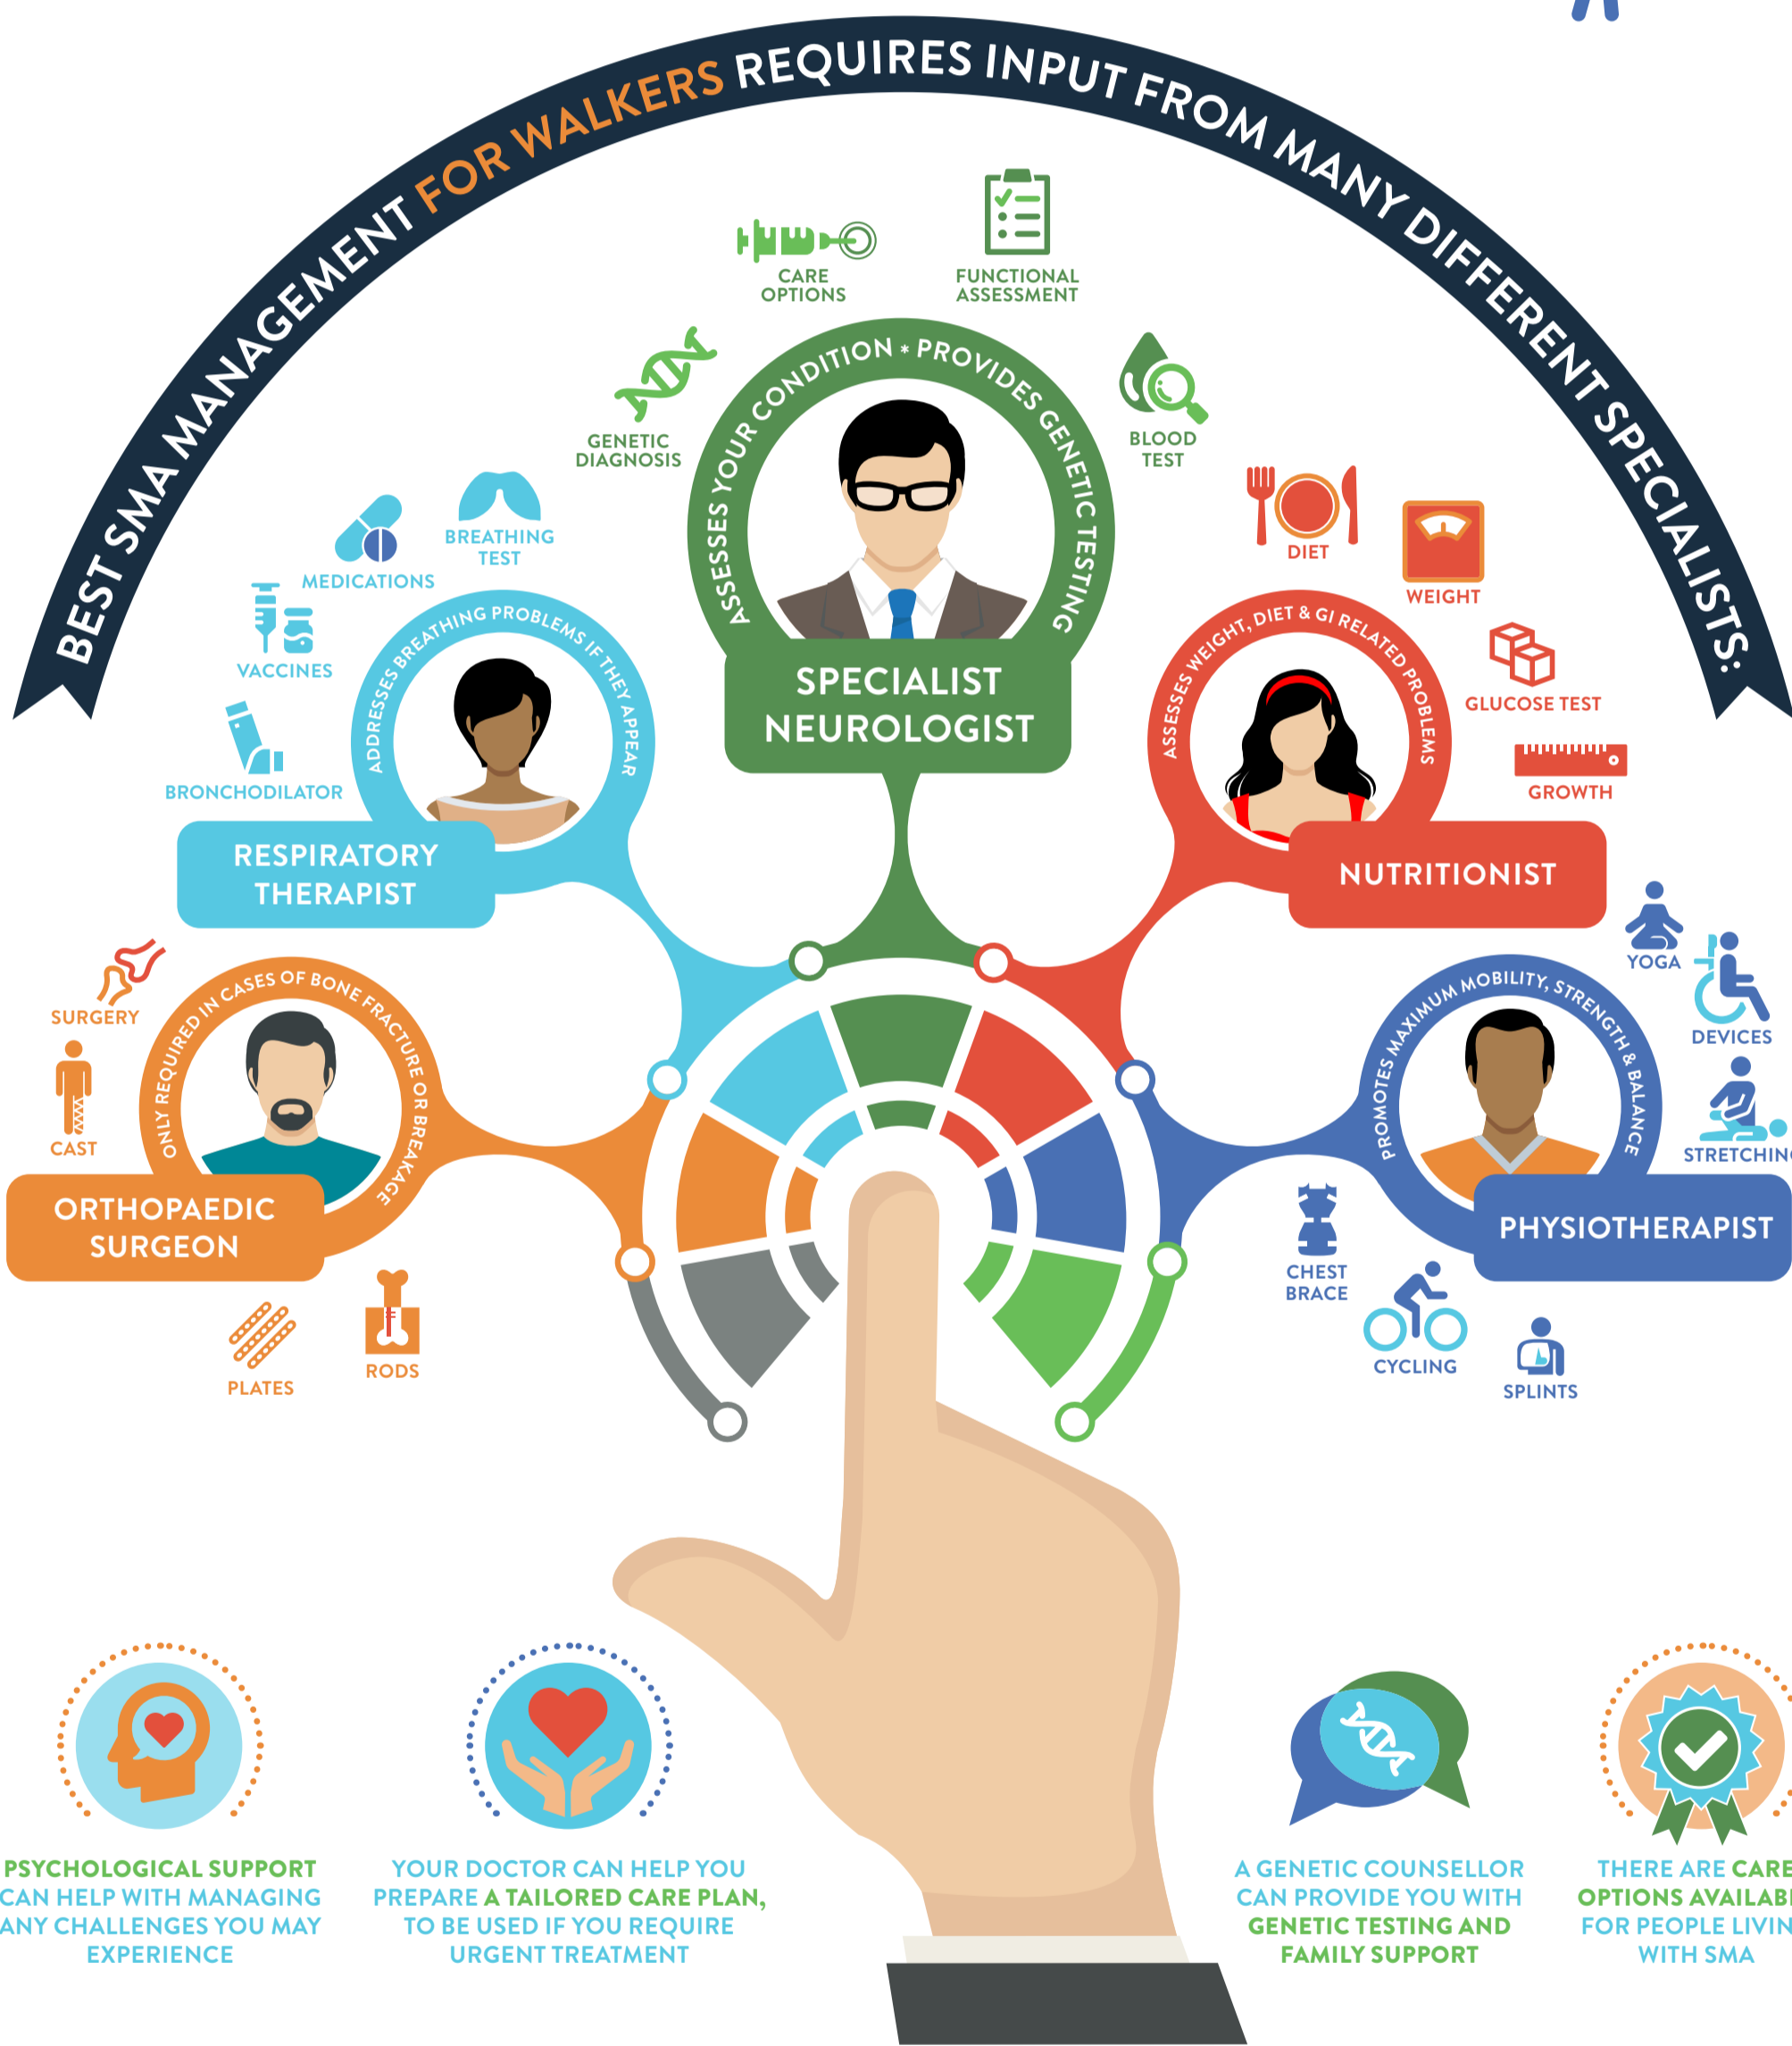 BEST SMA MANAGEMENT FOR WALKERS REQUIRES INPUT FROM MANY DIFFERENT SPECIALISTS:
CARE
OPTIONS
FUNCTIONAL
ASSESSMENT
GENETIC
DIAGNOSIS
BLOOD
TEST
ASSESSES YOUR CONDITION * PROVIDES GENETIC TESTING
SPECIALIST
NEUROLOGIST
BREATHING
TEST
MEDICATIONS
VACCINES
BRONCHODILATOR
ADDRESSES BREATHING PROBLEMS IF THEY APPEAR
RESPIRATORY
THERAPIST
DIET
WEIGHT
GLUCOSE TEST
GROWTH
ASSESSES WEIGHT, DIET & GI RELATED PROBLEMS
NUTRITIONIST
SURGERY
CAST
ONLY REQUIRED IN CASES OF BONE FRACTURE OR BREAKAGE
ORTHOPAEDIC
SURGEON
PLATES
RODS
YOGA
DEVICES
STRETCHIN
PROMOTES MAXIMUM MOBILITY, STRENGTH & BALANCE
PHYSIOTHERAPIST
CHEST
BRACE
CYCLING
SPLINTS
PSYCHOLOGICAL SUPPORT
CAN HELP WITH MANAGING
ANY CHALLENGES YOU MAY
EXPERIENCE
YOUR DOCTOR CAN HELP YOU
PREPARE A TAILORED CARE PLAN,
TO BE USED IF YOU REQUIRE
URGENT TREATMENT
A GENETIC COUNSELLOR
CAN PROVIDE YOU WITH
GENETIC TESTING AND
FAMILY SUPPORT
THERE ARE CARE
OPTIONS AVAILAB
FOR PEOPLE LIVIN
WITH SMA